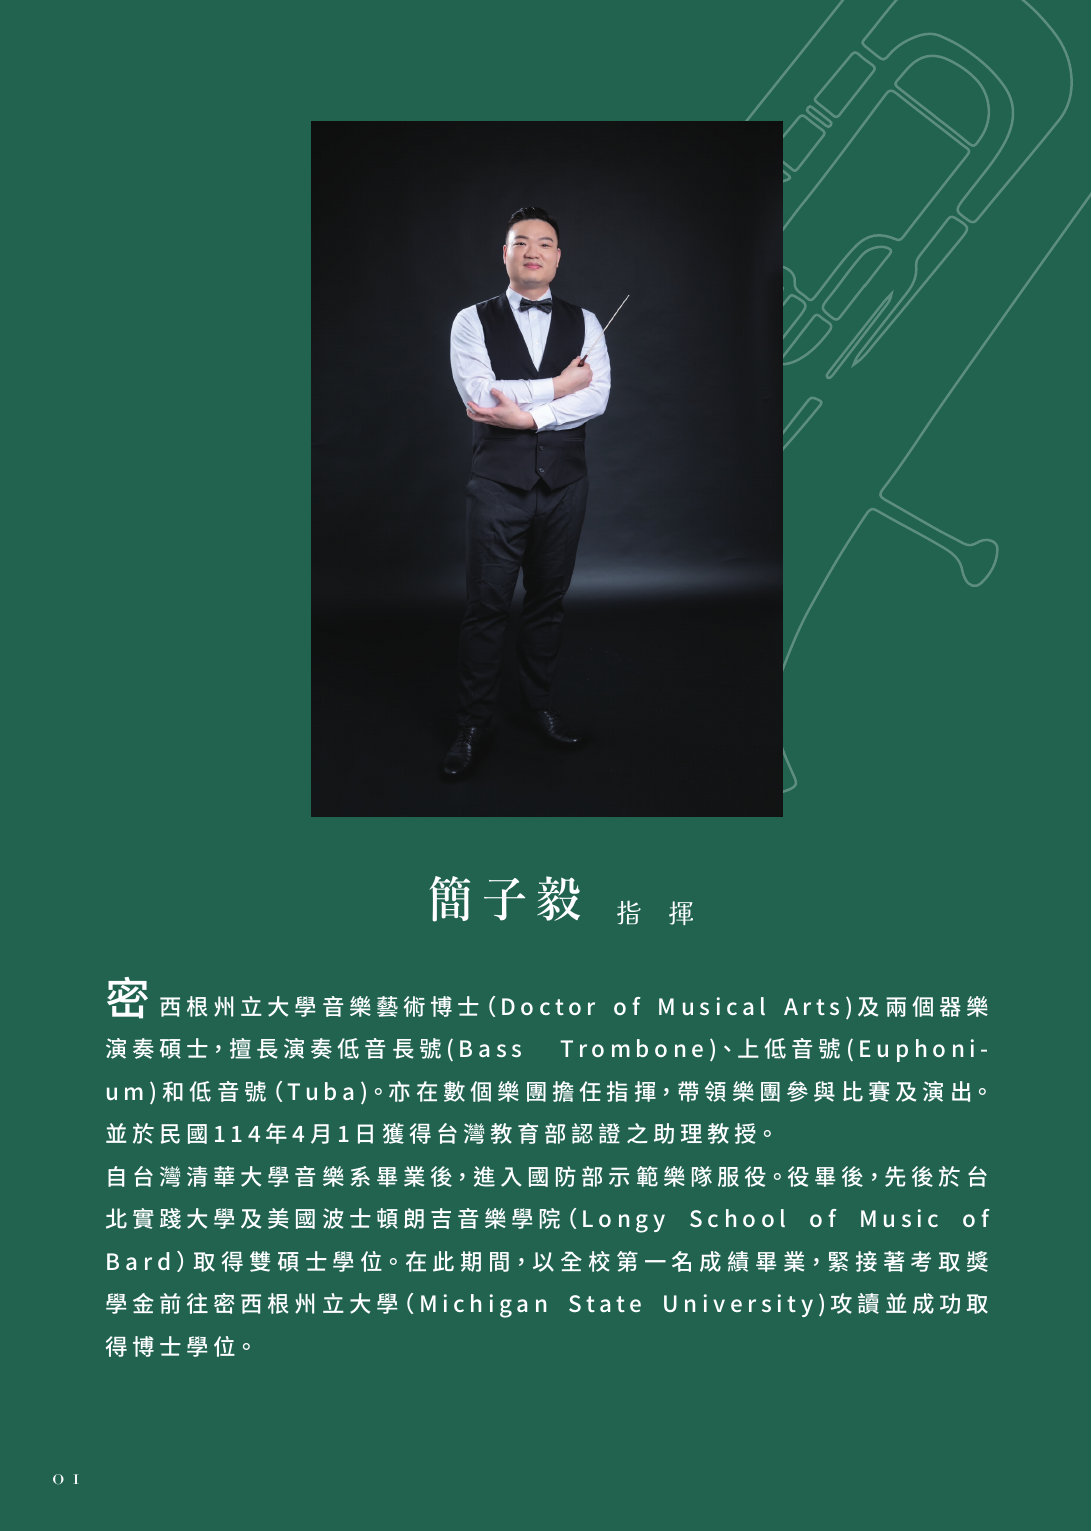 簡子毅 指 揮
密西根州立大學音樂藝術博士（Doctor of Musical Arts)及兩個器樂
演奏碩士，擅長演奏低音長號(Bass Trombone)、上低音號(Euphoni-
um)和低音號（Tuba)。亦在數個樂團擔任指揮，帶領樂團參與比賽及演出。
並於民國114年4月1日獲得台灣教育部認證之助理教授。
自台灣清華大學音樂系畢業後，進入國防部示範樂隊服役。役畢後，先後於台
北實踐大學及美國波士頓朗吉音樂學院（Longy School of Music of
Bard）取得雙碩士學位。在此期間，以全校第一名成績畢業，緊接著考取獎
學金前往密西根州立大學（Michigan State University)攻讀並成功取
得博士學位。
01